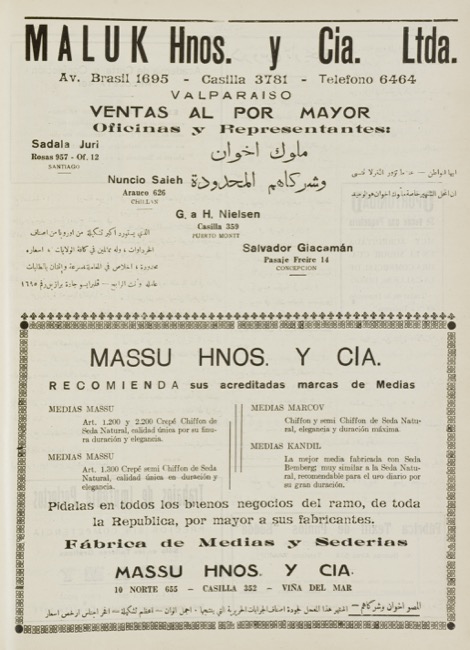 MALUK Hnos. y Cia. Ltda.
Av. Brasil 1695 - Casilla 3781 - Telefono 6464
VALPARAISO
VENTAS AL POR MAYOR
Oficinas y Representantes:
Sadala Juri
Rosas 957 - Of. 12
SANTIAGO
ملوك اخوان
وشركاهم المحدودة
Nuncio Saieh
Arauco 626
CHILLAN
G. a H. Nielsen
Casilla 359
PUERTO MONTT
Salvador Giacamán
Pasaje Freire 14
CONCEPCION
MASSU HNOS. Y CIA.
RECOMIENDA sus acreditadas marcas de Medias
MEDIAS MASSU
Art. 1.200 y 2.200 Crepé Chiffon de
Seda Natural, calidad única por su finu-
ra duración y elegancia.
MEDIAS MASSU
Art. 1.300 Crepé semi Chiffon de Seda
Natural, calidad única en duración y
elegancia.
MEDIAS MARCOV
Chiffon y semi Chiffon de Seda Natu-
ral, elegancia y duración máxima.
MEDIAS KANDIL
La mejor media fabricada con Seda
Bemberg: muy similar a la Seda Natu-
ral, recomendable para el uso diario por
su gran duración.
Pídalas en todos los buenos negocios del ramo, de toda
la Republica, por mayor a sus fabricantes.
Fábrica de Medias y Sederias
MASSU HNOS. Y CIA.
10 NORTE 655 - CASILLA 352 - VIÑA DEL MAR